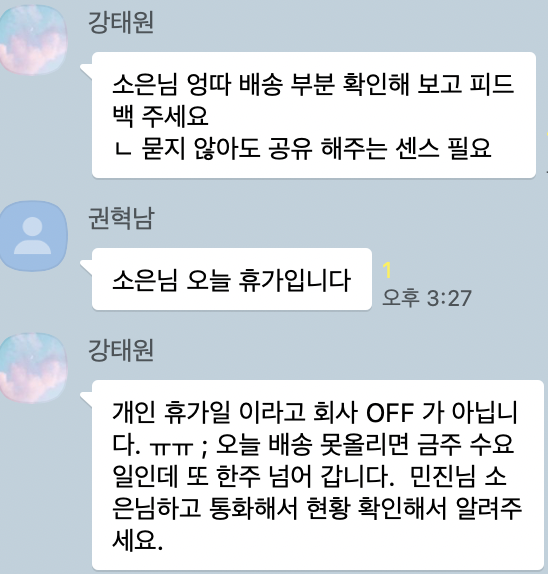 강태원
소은님 엉따 배송 부분 확인해 보고 피드
백 주세요
ㄴ 묻지 않아도 공유 해주는 센스 필요
권혁남
소은님 오늘 휴가입니다
1
오후 3:27
강태원
개인 휴가일 이라고 회사 OFF 가 아닙니
다. ㅠㅠ ; 오늘 배송 못올리면 금주 수요
일인데 또 한주 넘어 갑니다. 민진님 소
은님하고 통화해서 현황 확인해서 알려주
세요.